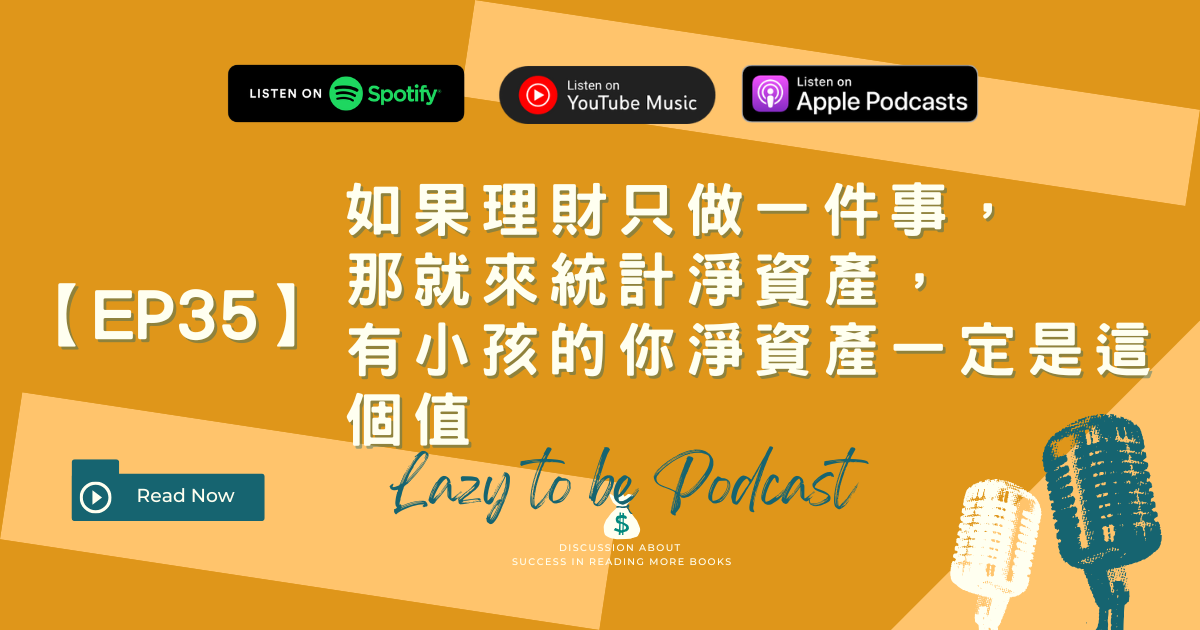 LISTEN ON Spotify
Listen on
YouTube Music
Listen on
Apple Podcasts
【EP35】
如果理財只做一件事，
那就來統計淨資產，
有小孩的你淨資產一定是這
個值
Read Now
Lazy to be Podcast
$
DISCUSSION ABOUT
SUCCESS IN READING MORE BOOKS